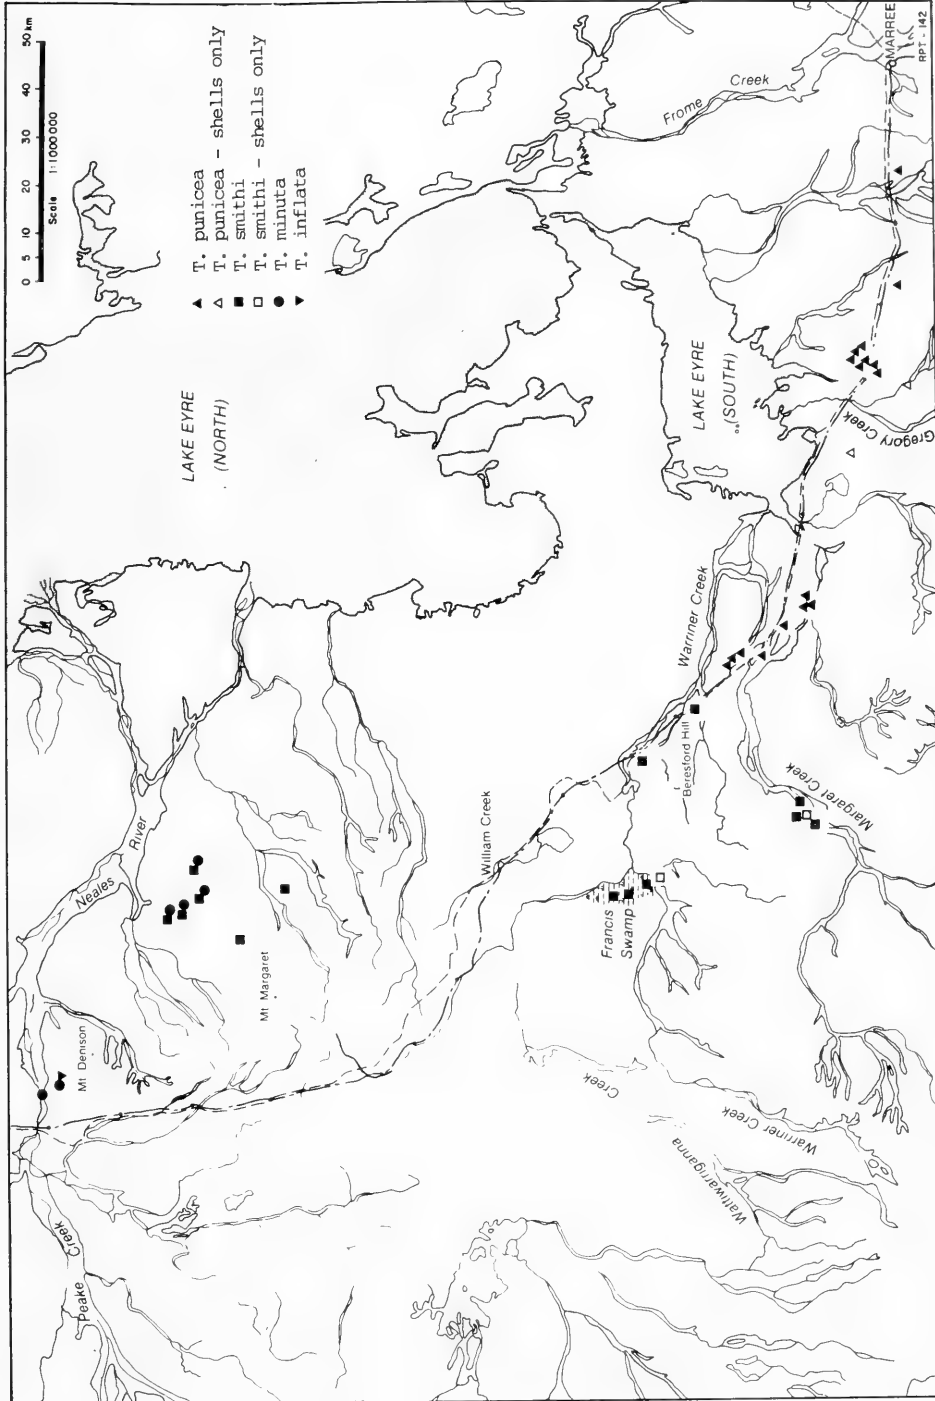 0 5 10 20 30 40 50 km
Scale 1:1000000
T. punicea
T. punicea - shells only
T. smithi
T. smithi - shells only
T. minuta
T. inflata
LAKE EYRE
(NORTH)
LAKE EYRE
(SOUTH)
Frome Creek
MARREE
RPT - 142
Gregory Creek
Warriner Creek
Beresford Hill
Margaret Creek
William Creek
Francis
Swamp
Neales River
Mt Margaret
Mt Denison
Peake Creek
Creek
Warriner Creek